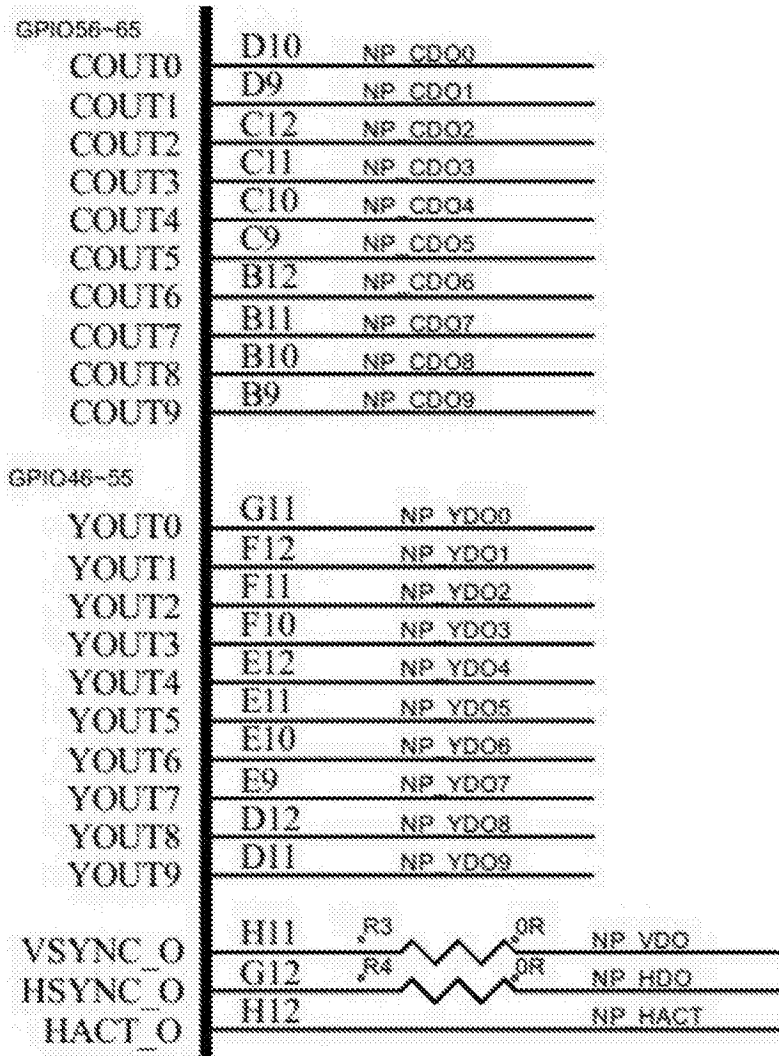 GPIO56~65
COUT0 D10 NP_CDO0
COUT1 D9 NP_CDO1
COUT2 C12 NP_CDO2
COUT3 C11 NP_CDO3
COUT4 C10 NP_CDO4
COUT5 C9 NP_CDO5
COUT6 B12 NP_CDO6
COUT7 B11 NP_CDO7
COUT8 B10 NP_CDO8
COUT9 B9 NP_CDO9
GPIO46~55
YOUT0 G11 NP_YDO0
YOUT1 F12 NP_YDO1
YOUT2 F11 NP_YDO2
YOUT3 F10 NP_YDO3
YOUT4 E12 NP_YDO4
YOUT5 E11 NP_YDO5
YOUT6 E10 NP_YDO6
YOUT7 E9 NP_YDO7
YOUT8 D12 NP_YDO8
YOUT9 D11 NP_YDO9
VSYNC_O H11 R3 0R NP_VDO
HSYNC_O G12 R4 0R NP_HDO
HACT_O H12 NP_HACT